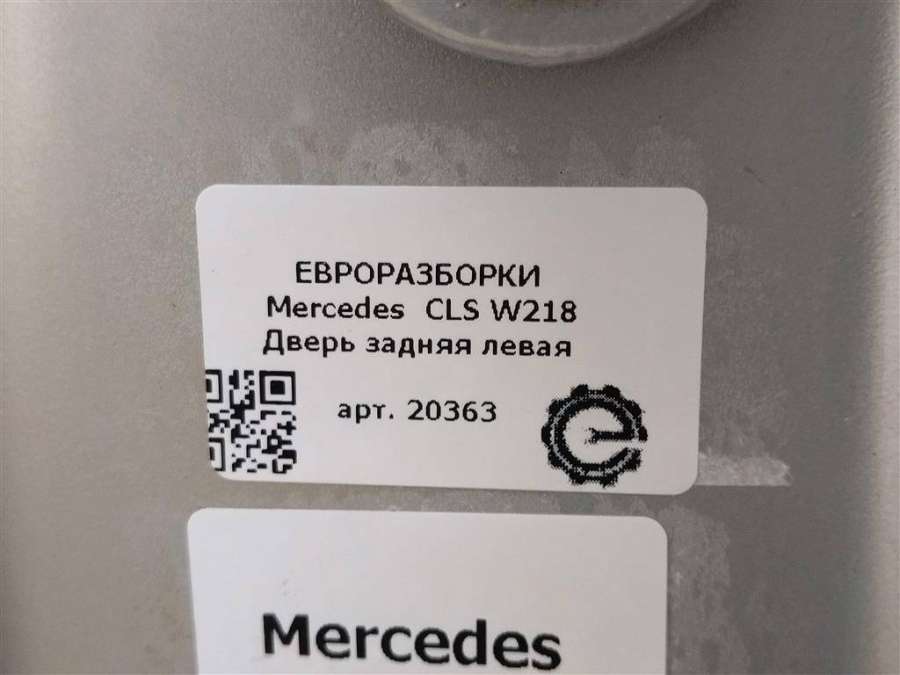 ЕВРОРАЗБОРКИ
Mercedes CLS W218
Дверь задняя левая
арт. 20363
Mercedes